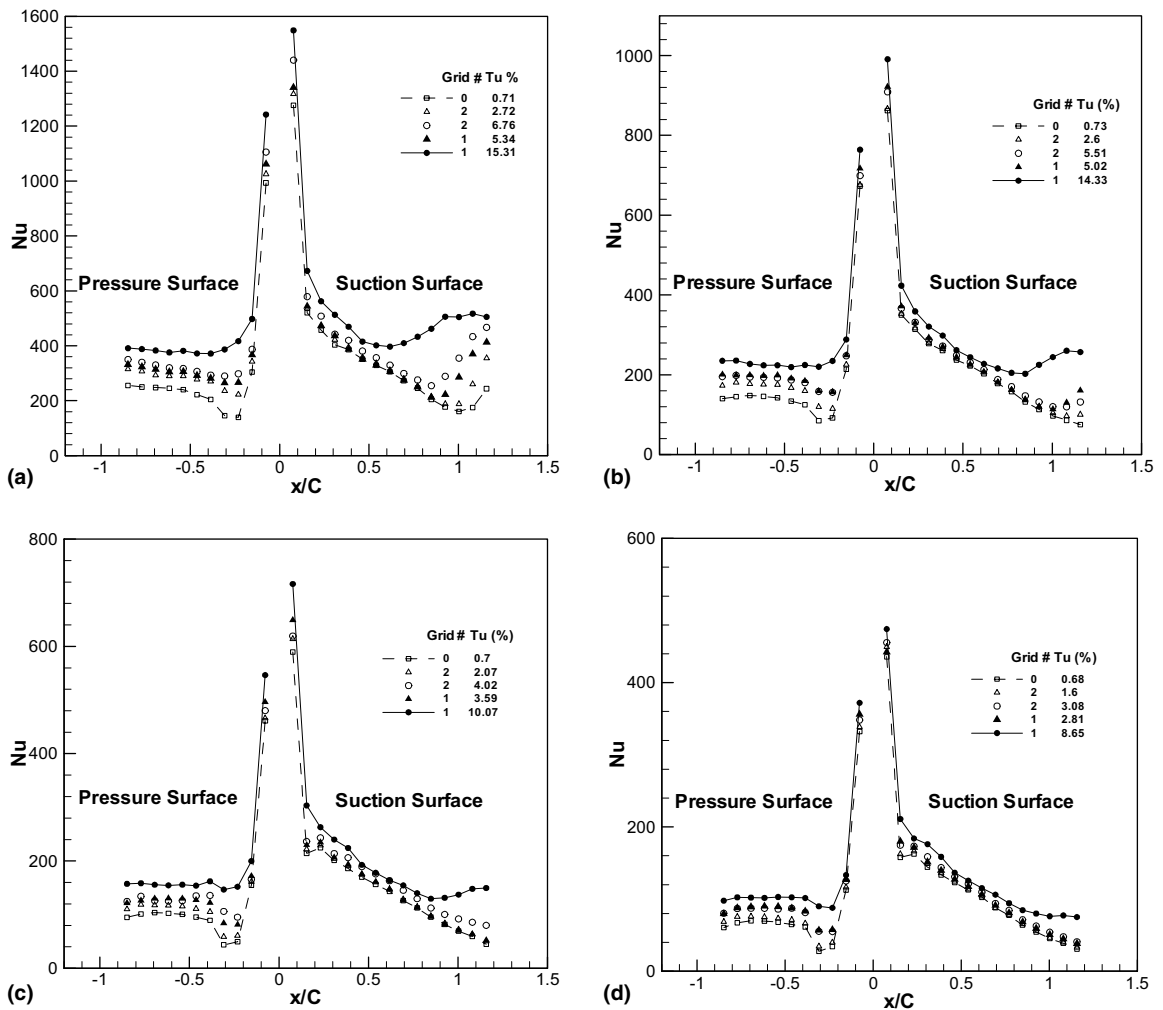 1600
1400
1200
1000
800
600
400
200
0
Nu
Grid # Tu %
0 0.71
2 2.72
2 6.76
1 5.34
1 15.31
Pressure Surface
Suction Surface
-1 -0.5 0 0.5 1 1.5
x/C
(a)
1000
800
600
400
200
0
Nu
Grid # Tu (%)
0 0.73
2 2.6
2 5.51
1 5.02
1 14.33
Pressure Surface
Suction Surface
-1 -0.5 0 0.5 1 1.5
x/C
(b)
800
600
400
200
0
Nu
Grid # Tu (%)
0 0.7
2 2.07
2 4.02
1 3.59
1 10.07
Pressure Surface
Suction Surface
-1 -0.5 0 0.5 1 1.5
x/C
(c)
600
400
200
0
Nu
Grid # Tu (%)
0 0.68
2 1.6
2 3.08
1 2.81
1 8.65
Pressure Surface
Suction Surface
-1 -0.5 0 0.5 1 1.5
x/C
(d)